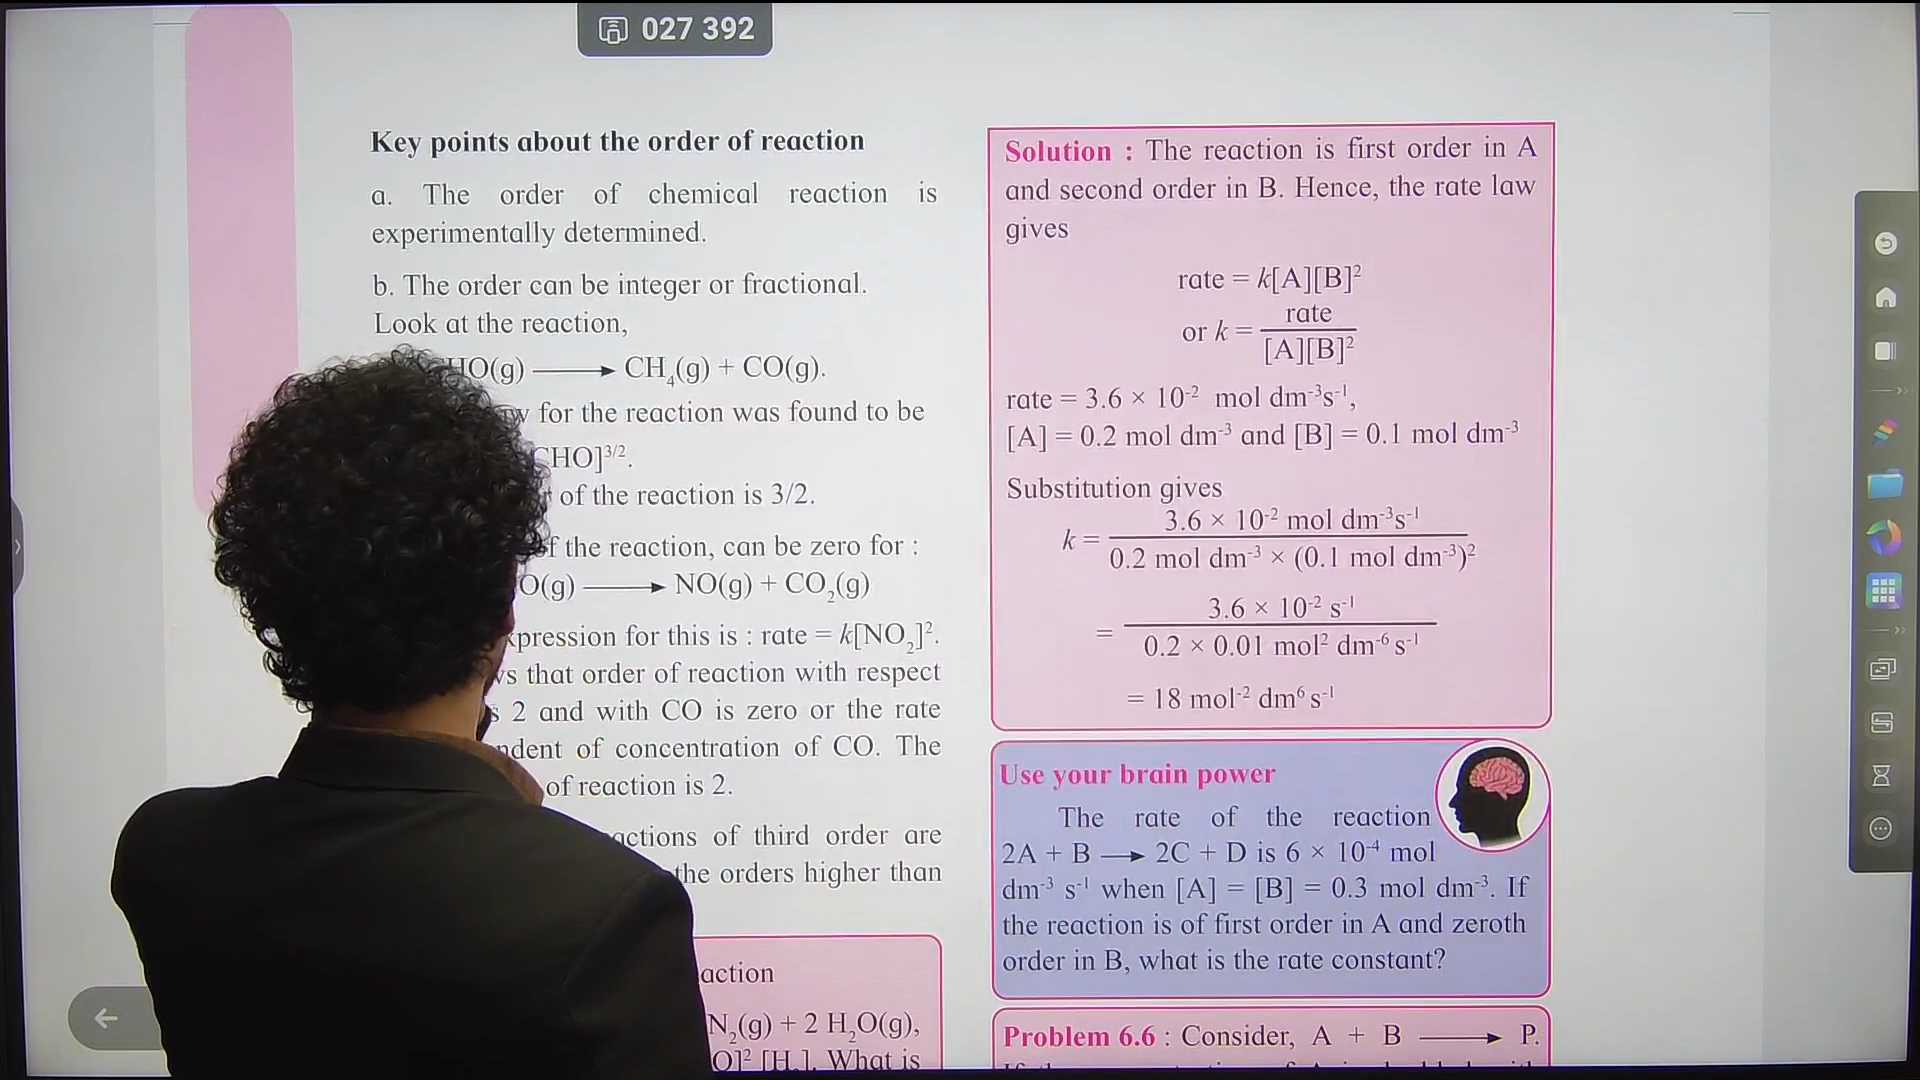 027 392
Key points about the order of reaction
a. The order of chemical reaction is
experimentally determined.
b. The order can be integer or fractional.
Look at the reaction,
HO(g) ⟶ CH₄(g) + CO(g).
for the reaction was found to be
CHO]³ᐟ².
of the reaction is 3/2.
of the reaction, can be zero for :
O(g) ⟶ NO(g) + CO₂(g)
xpression for this is : rate = k[NO₂]².
ws that order of reaction with respect
s 2 and with CO is zero or the rate
ndent of concentration of CO. The
of reaction is 2.
actions of third order are
the orders higher than
action
N₂(g) + 2 H₂O(g),
O]² [H₂]. What is
Solution : The reaction is first order in A
and second order in B. Hence, the rate law
gives
rate = k[A][B]²
or k = rate / [A][B]²
rate = 3.6 × 10⁻² mol dm⁻³s⁻¹,
[A] = 0.2 mol dm⁻³ and [B] = 0.1 mol dm⁻³
Substitution gives
k = 3.6 × 10⁻² mol dm⁻³s⁻¹ / 0.2 mol dm⁻³ × (0.1 mol dm⁻³)²
= 3.6 × 10⁻² s⁻¹ / 0.2 × 0.01 mol² dm⁻⁶ s⁻¹
= 18 mol⁻² dm⁶ s⁻¹
Use your brain power
The rate of the reaction
2A + B ⟶ 2C + D is 6 × 10⁻⁴ mol
dm⁻³ s⁻¹ when [A] = [B] = 0.3 mol dm⁻³. If
the reaction is of first order in A and zeroth
order in B, what is the rate constant?
Problem 6.6 : Consider, A + B ⟶ P.